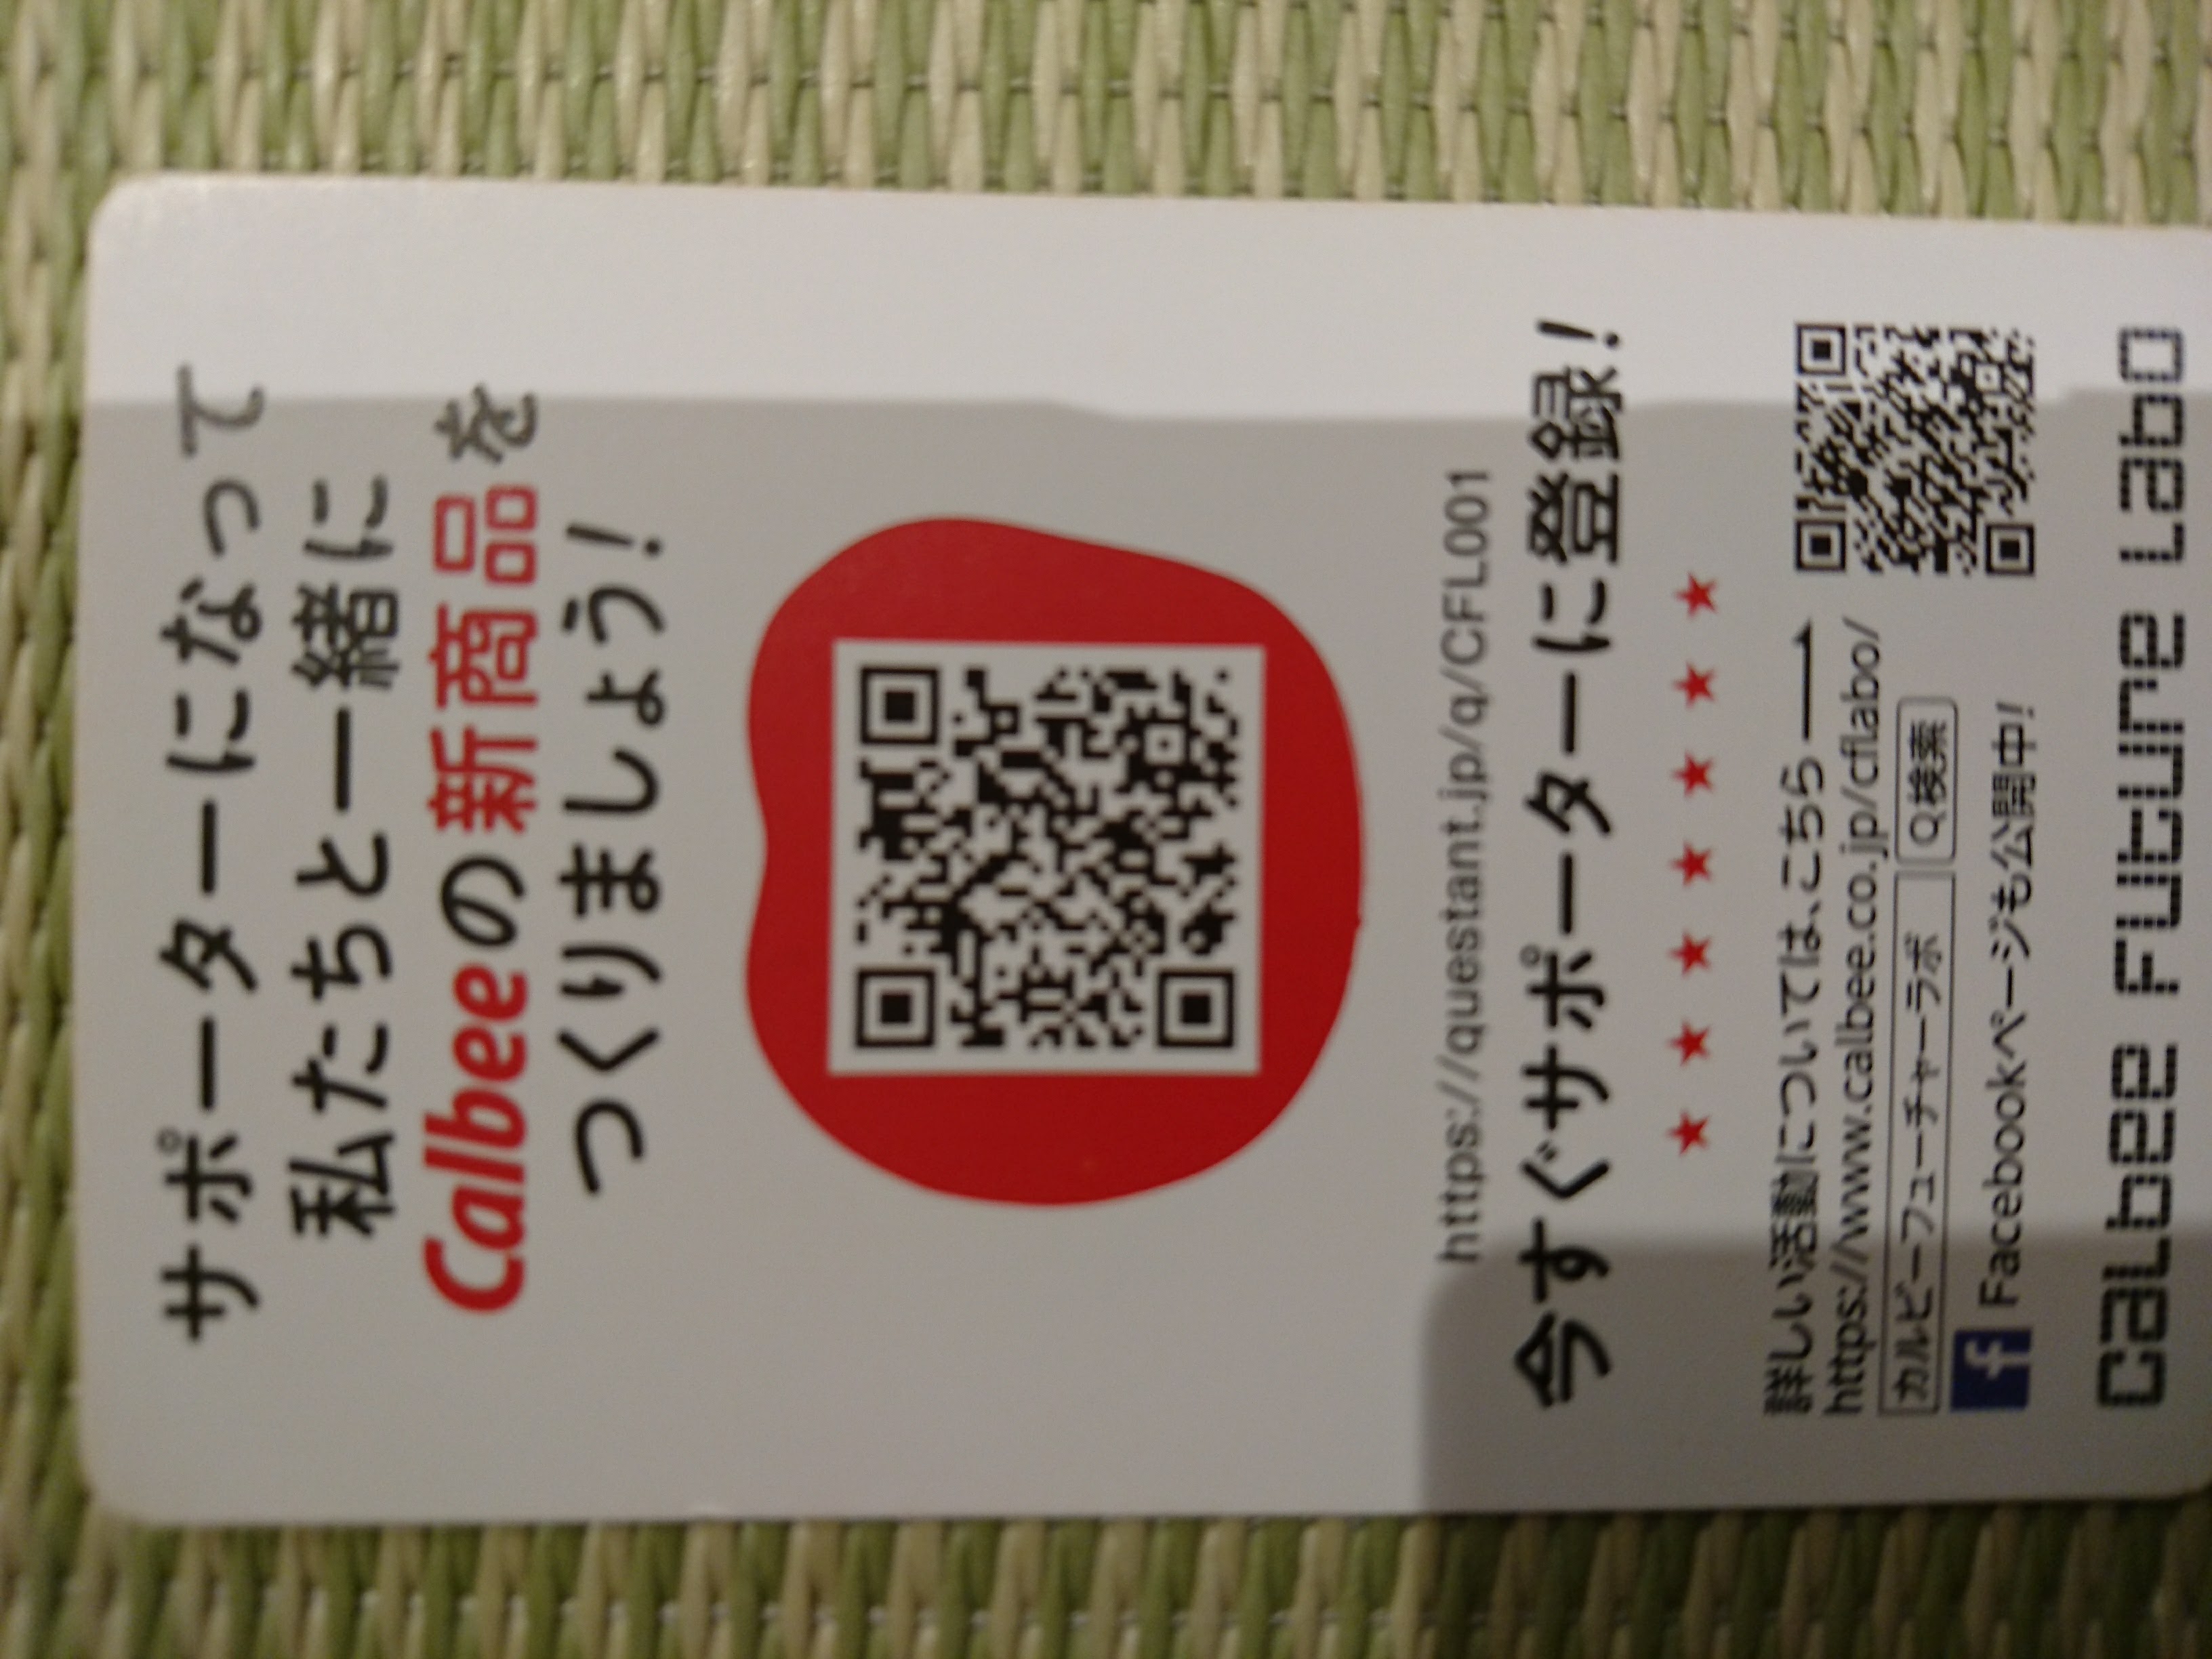 サポーターになって
私たちと一緒に
Calbeeの新商品を
つくりましょう!
https://questant.jp/q/CFL001
今すぐサポーターに登録!
★★★★★★★
詳しい活動については、こちら→
https://www.calbee.co.jp/cflabo/
カルビーフューチャーラボ 検索
f Facebookページも公開中!
Calbee Future Labo